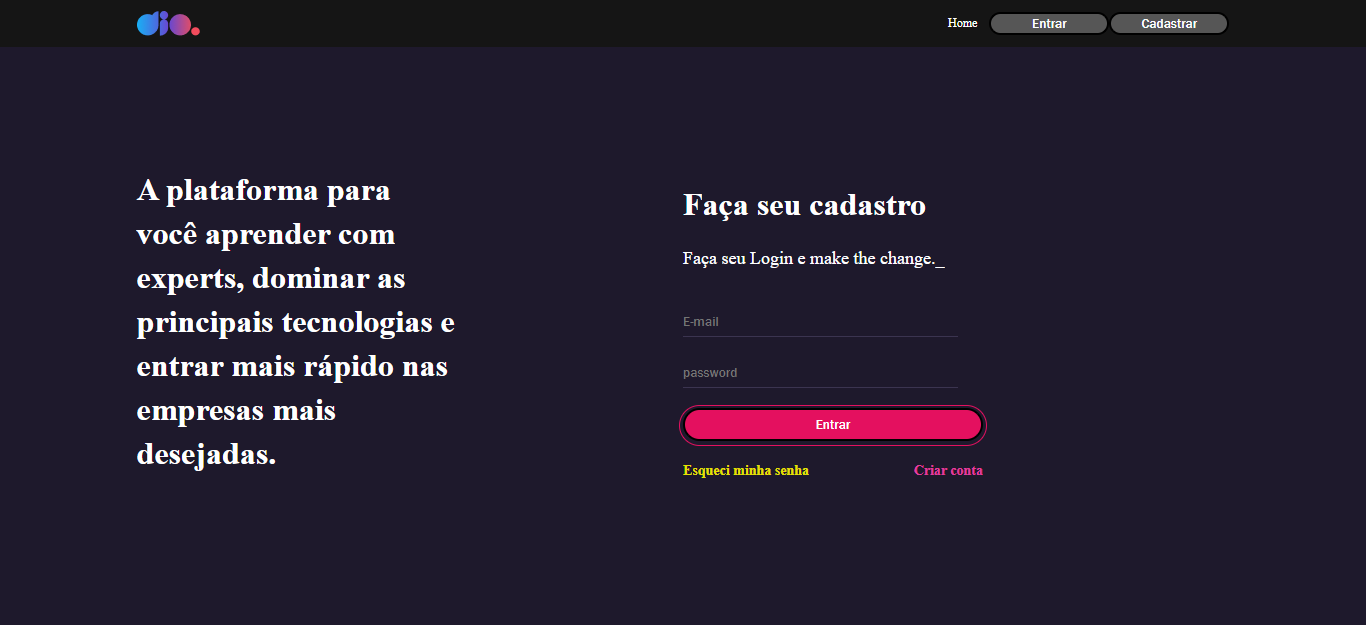 dio.
Home
Entrar
Cadastrar
A plataforma para
você aprender com
experts, dominar as
principais tecnologias e
entrar mais rápido nas
empresas mais
desejadas.
Faça seu cadastro
Faça seu Login e make the change._
E-mail
password
Entrar
Esqueci minha senha
Criar conta